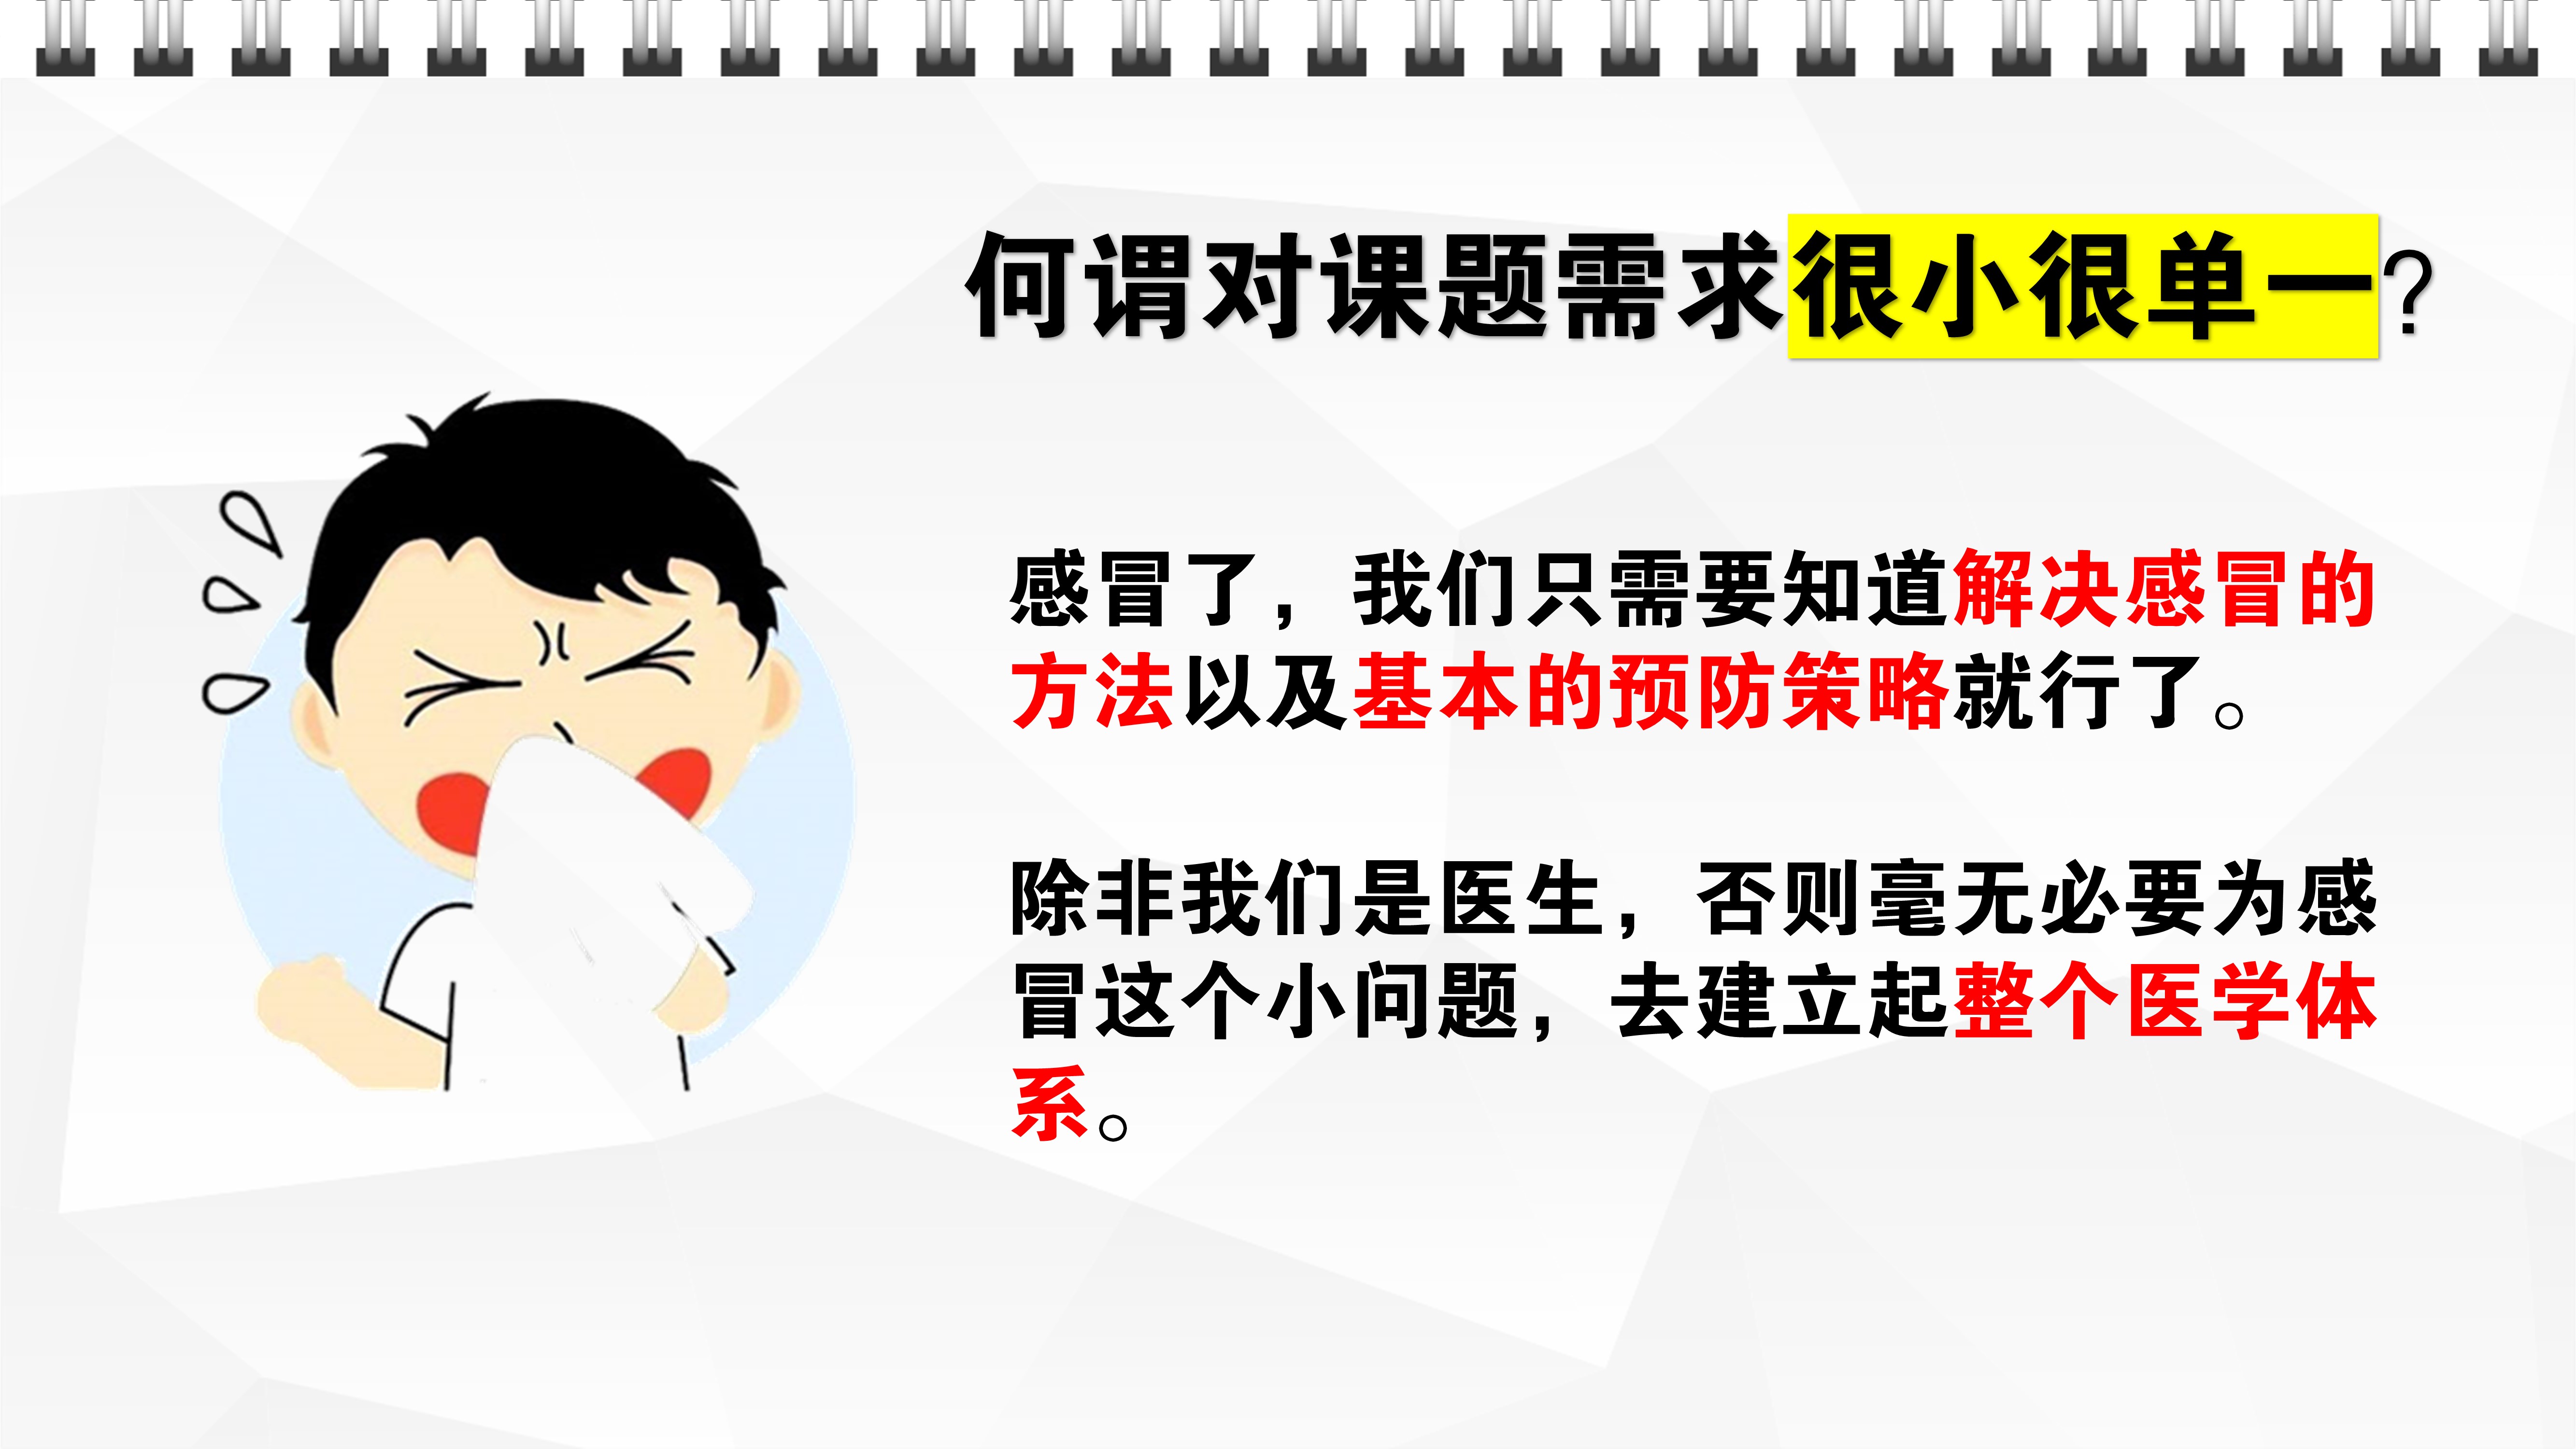 何谓对课题需求很小很单一?
感冒了，我们只需要知道解决感冒的
方法以及基本的预防策略就行了。
除非我们是医生，否则毫无必要为感
冒这个小问题，去建立起整个医学体
系。